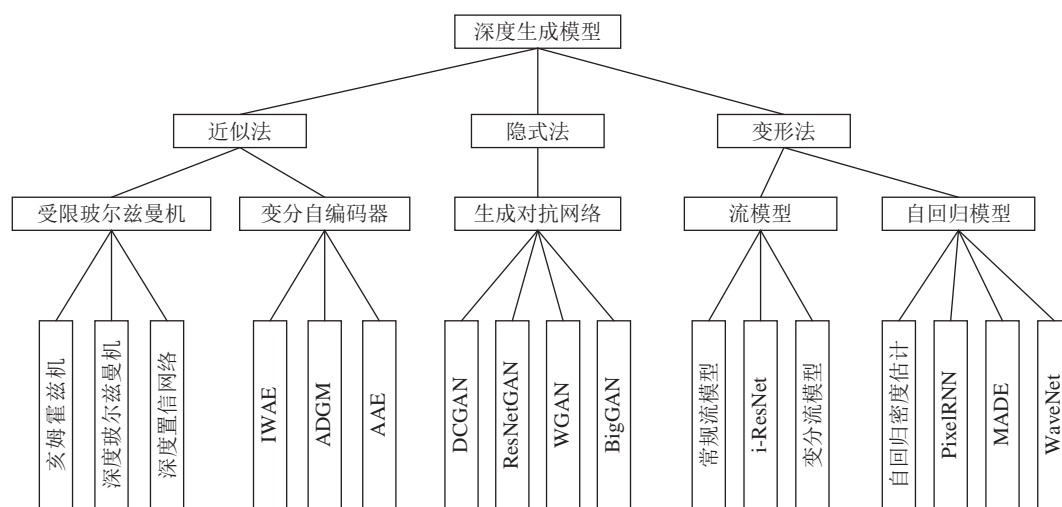 深度生成模型
近似法
隐式法
变形法
受限玻尔兹曼机
变分自编码器
生成对抗网络
流模型
自回归模型
亥姆霍兹机
深度玻尔兹曼机
深度置信网络
IWAE
ADGM
AAE
DCGAN
ResNetGAN
WGAN
BigGAN
常规流模型
i-ResNet
变分流模型
自回归密度估计
PixelRNN
MADE
WaveNet